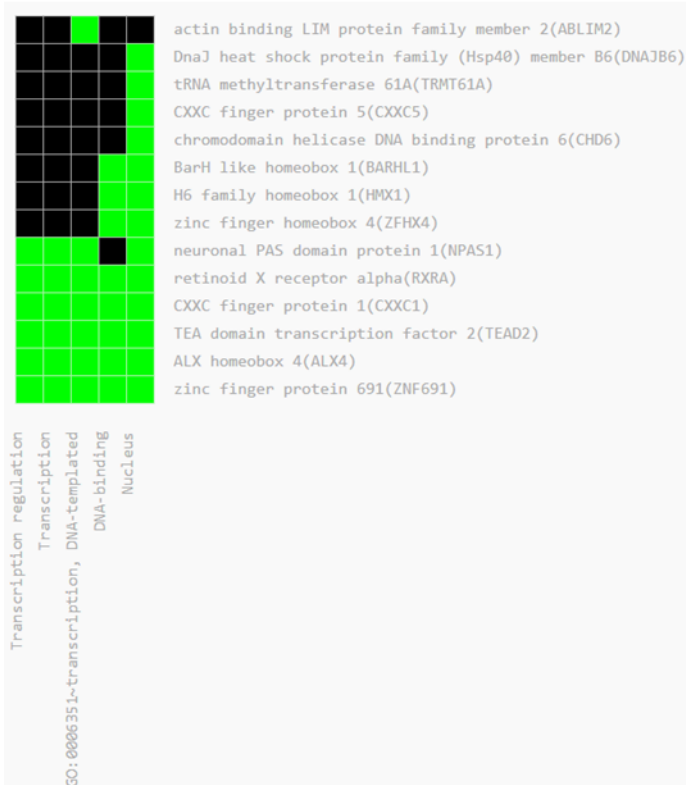 actin binding LIM protein family member 2(ABLIM2)
DnaJ heat shock protein family (Hsp40) member B6(DNAJB6)
tRNA methyltransferase 61A(TRMT61A)
CXXC finger protein 5(CXXC5)
chromodomain helicase DNA binding protein 6(CHD6)
BarH like homeobox 1(BARHL1)
H6 family homeobox 1(HMX1)
zinc finger homeobox 4(ZFHX4)
neuronal PAS domain protein 1(NPAS1)
retinoid X receptor alpha(RXRA)
CXXC finger protein 1(CXXC1)
TEA domain transcription factor 2(TEAD2)
ALX homeobox 4(ALX4)
zinc finger protein 691(ZNF691)
Transcription regulation
Transcription
GO:0006351~transcription, DNA-templated
DNA-binding
Nucleus